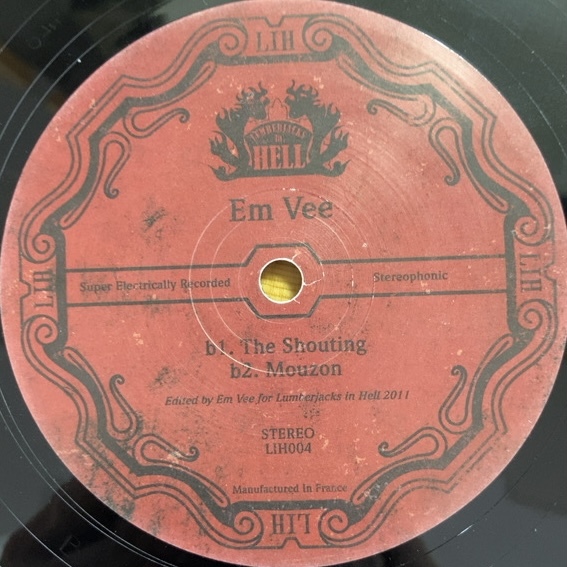 LIH
LUMBERJACKS
IN
HELL
Em Vee
LIH
LIH
Super Electrically Recorded
Stereophonic
b1. The Shouting
b2. Mouzon
Edited by Em Vee for Lumberjacks in Hell 2011
STEREO
LIH004
Manufactured in France
LIH